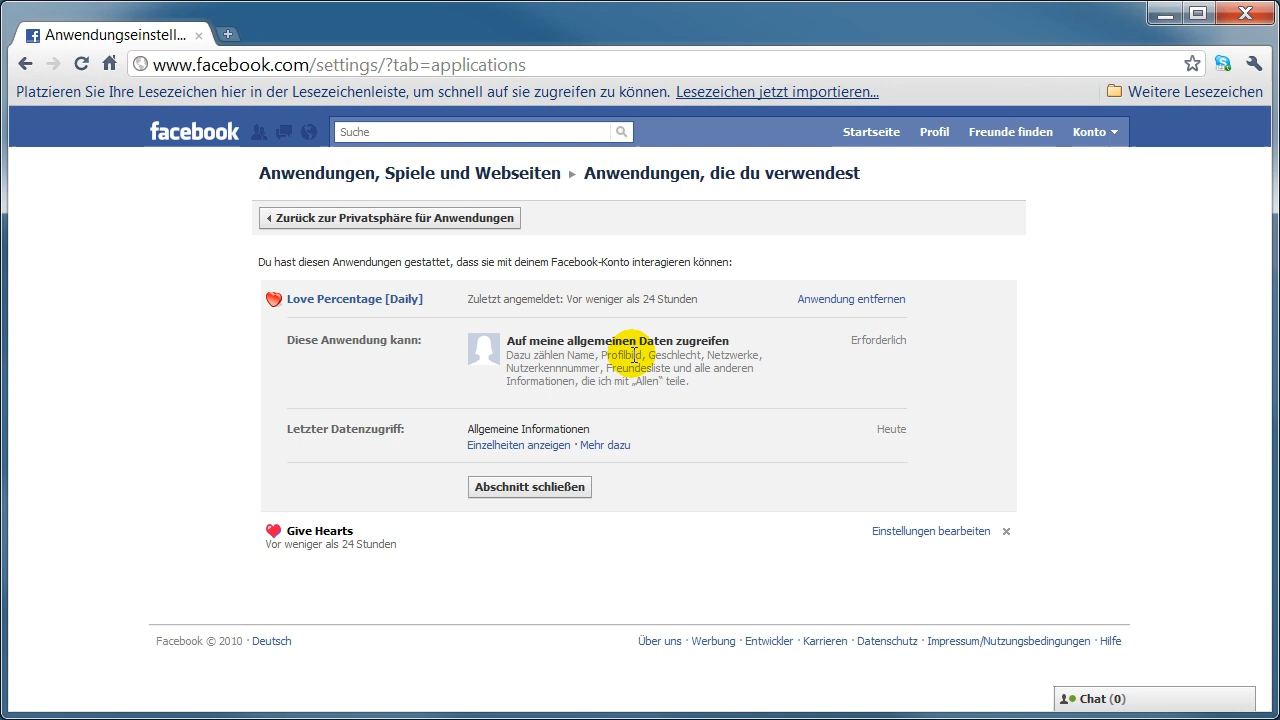 Anwendungseinstell...
www.facebook.com/settings/?tab=applications
Platzieren Sie Ihre Lesezeichen hier in der Lesezeichenleiste, um schnell auf sie zugreifen zu können. Lesezeichen jetzt importieren... Weitere Lesezeichen
facebook Suche Startseite Profil Freunde finden Konto
Anwendungen, Spiele und Webseiten ▸ Anwendungen, die du verwendest
Zurück zur Privatsphäre für Anwendungen
Du hast diesen Anwendungen gestattet, dass sie mit deinem Facebook-Konto interagieren können:
Love Percentage [Daily] Zuletzt angemeldet: Vor weniger als 24 Stunden Anwendung entfernen
Diese Anwendung kann: Auf meine allgemeinen Daten zugreifen Erforderlich
Dazu zählen Name, Profilbild, Geschlecht, Netzwerke,
Nutzerkennnummer, Freundesliste und alle anderen
Informationen, die ich mit „Allen“ teile.
Letzter Datenzugriff: Allgemeine Informationen Heute
Einzelheiten anzeigen · Mehr dazu
Abschnitt schließen
Give Hearts Einstellungen bearbeiten
Vor weniger als 24 Stunden
Facebook © 2010 · Deutsch Über uns · Werbung · Entwickler · Karrieren · Datenschutz · Impressum/Nutzungsbedingungen · Hilfe
Chat (0)